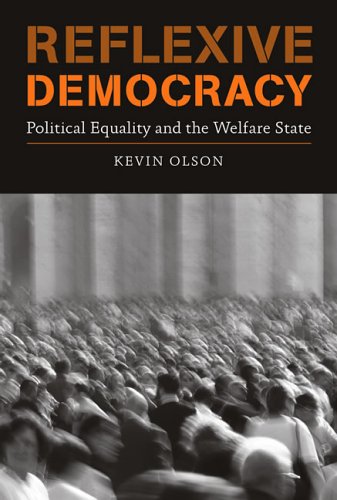 REFLEXIVE
DEMOCRACY
Political Equality and the Welfare State
KEVIN OLSON